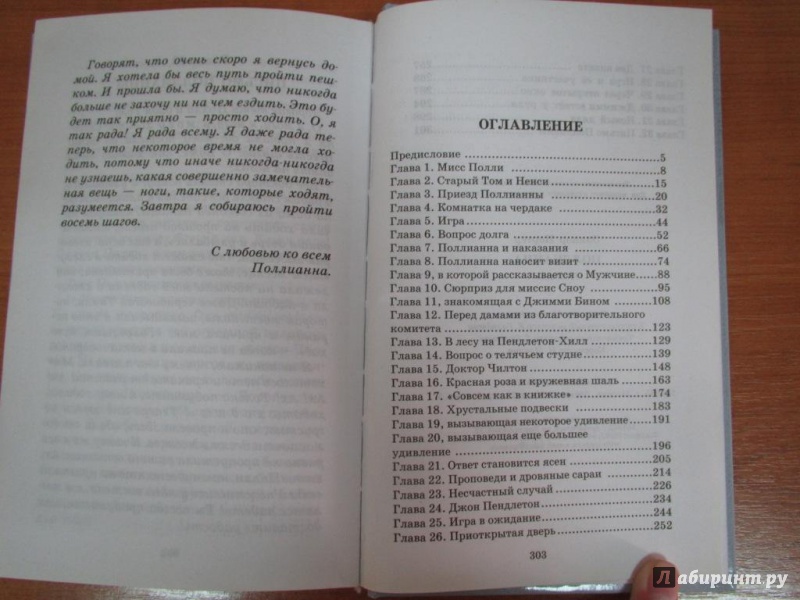 Говорят, что очень скоро я вернусь до-
мой. Я хотела бы весь путь пройти пеш-
ком. И прошла бы. Я думаю, что никогда
больше не захочу ни на чем ездить. Это бу-
дет так приятно — просто ходить. О, я
так рада! Я рада всему. Я даже рада те-
перь, что некоторое время не могла хо-
дить, потому что иначе никогда-никогда
не узнаешь, какая совершенно замечатель-
ная вещь — ноги, такие, которые ходят,
разумеется. Завтра я собираюсь пройти
восемь шагов.
С любовью ко всем
Поллианна.
ОГЛАВЛЕНИЕ
Предисловие 5
Глава 1. Мисс Полли 8
Глава 2. Старый Том и Ненси 15
Глава 3. Приезд Поллианны 20
Глава 4. Комнатка на чердаке 32
Глава 5. Игра 44
Глава 6. Вопрос долга 52
Глава 7. Поллианна и наказания 66
Глава 8. Поллианна наносит визит 74
Глава 9, в которой рассказывается о Мужчине 88
Глава 10. Сюрприз для миссис Сноу 95
Глава 11, знакомящая с Джимми Бином 108
Глава 12. Перед дамами из благотворительного
комитета 123
Глава 13. В лесу на Пендлетон-Хилл 129
Глава 14. Вопрос о телячьем студне 139
Глава 15. Доктор Чилтон 148
Глава 16. Красная роза и кружевная шаль 163
Глава 17. «Совсем как в книжке» 174
Глава 18. Хрустальные подвески 183
Глава 19, вызывающая некоторое удивление 191
Глава 20, вызывающая еще большее
удивление 196
Глава 21. Ответ становится ясен 205
Глава 22. Проповеди и дровяные сараи 214
Глава 23. Несчастный случай 226
Глава 24. Джон Пендлетон 234
Глава 25. Игра в ожидание 244
Глава 26. Приоткрытая дверь 252
303
Лабиринт.ру